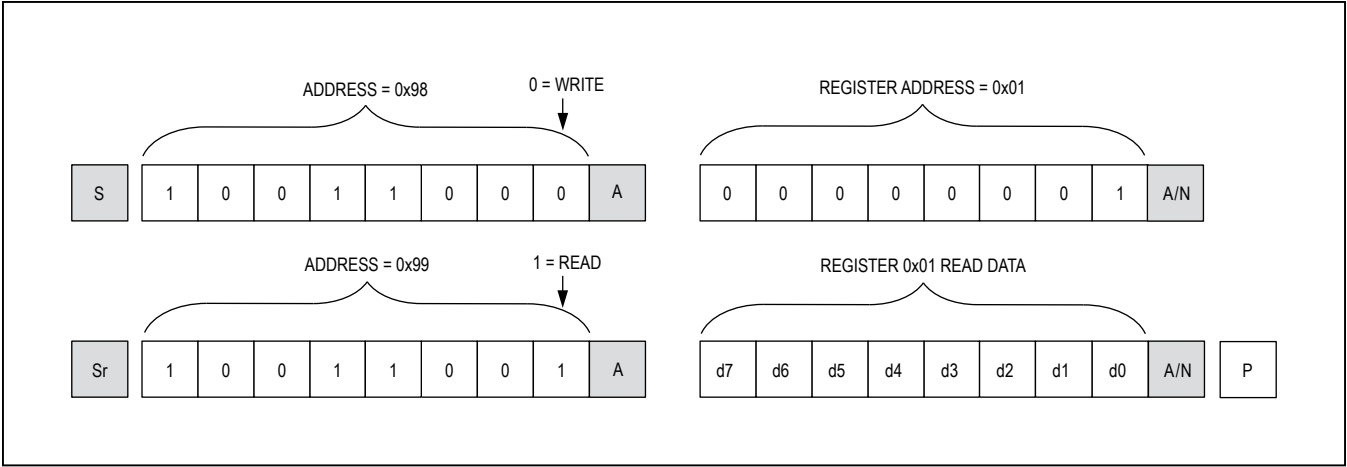 ADDRESS = 0x98 0 = WRITE REGISTER ADDRESS = 0x01
S 1 0 0 1 1 0 0 0 A 0 0 0 0 0 0 0 1 A/N
ADDRESS = 0x99 1 = READ REGISTER 0x01 READ DATA
Sr 1 0 0 1 1 0 0 1 A d7 d6 d5 d4 d3 d2 d1 d0 A/N P